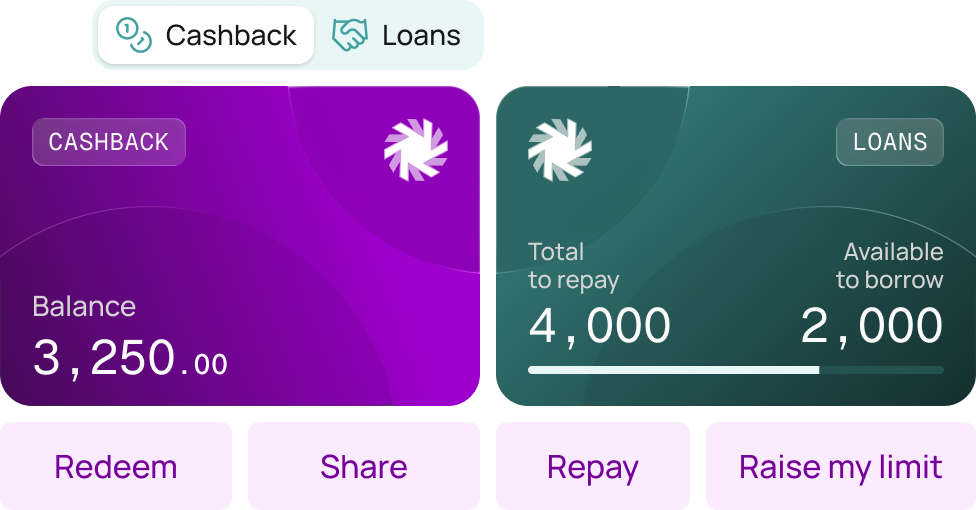 Cashback
Loans
CASHBACK
Balance
3,250.00
Redeem
Share
LOANS
Total
to repay
4,000
Available
to borrow
2,000
Repay
Raise my limit